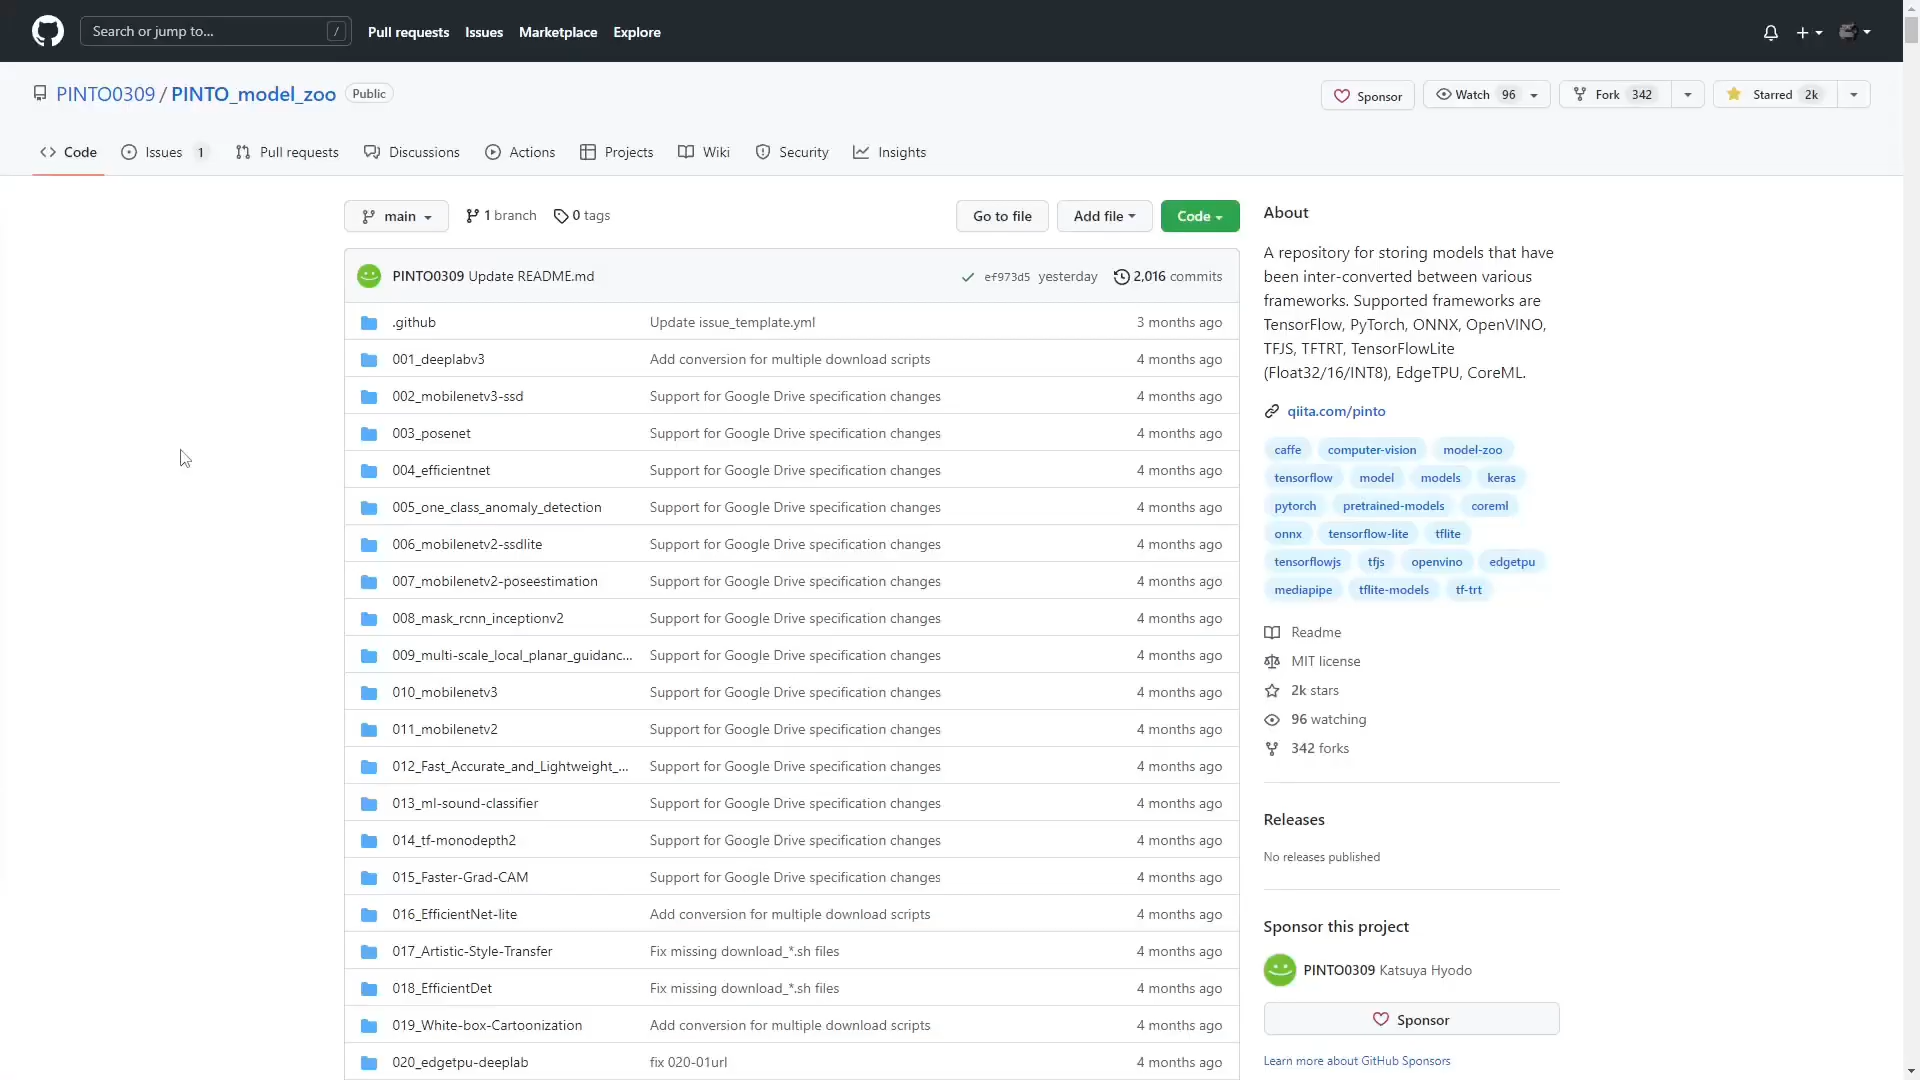 Search or jump to... / Pull requests Issues Marketplace Explore
PINTO0309 / PINTO_model_zoo Public Sponsor Watch 96 Fork 342 Starred 2k
Code Issues 1 Pull requests Discussions Actions Projects Wiki Security Insights
main 1 branch 0 tags Go to file Add file Code
PINTO0309 Update README.md ef973d5 yesterday 2,016 commits
.github Update issue_template.yml 3 months ago
001_deeplabv3 Add conversion for multiple download scripts 4 months ago
002_mobilenetv3-ssd Support for Google Drive specification changes 4 months ago
003_posenet Support for Google Drive specification changes 4 months ago
004_efficientnet Support for Google Drive specification changes 4 months ago
005_one_class_anomaly_detection Support for Google Drive specification changes 4 months ago
006_mobilenetv2-ssdlite Support for Google Drive specification changes 4 months ago
007_mobilenetv2-poseestimation Support for Google Drive specification changes 4 months ago
008_mask_rcnn_inceptionv2 Support for Google Drive specification changes 4 months ago
009_multi-scale_local_planar_guidanc... Support for Google Drive specification changes 4 months ago
010_mobilenetv3 Support for Google Drive specification changes 4 months ago
011_mobilenetv2 Support for Google Drive specification changes 4 months ago
012_Fast_Accurate_and_Lightweight_... Support for Google Drive specification changes 4 months ago
013_ml-sound-classifier Support for Google Drive specification changes 4 months ago
014_tf-monodepth2 Support for Google Drive specification changes 4 months ago
015_Faster-Grad-CAM Support for Google Drive specification changes 4 months ago
016_EfficientNet-lite Add conversion for multiple download scripts 4 months ago
017_Artistic-Style-Transfer Fix missing download_*.sh files 4 months ago
018_EfficientDet Fix missing download_*.sh files 4 months ago
019_White-box-Cartoonization Add conversion for multiple download scripts 4 months ago
020_edgetpu-deeplab fix 020-01url 4 months ago
About
A repository for storing models that have
been inter-converted between various
frameworks. Supported frameworks are
TensorFlow, PyTorch, ONNX, OpenVINO,
TFJS, TFTRT, TensorFlowLite
(Float32/16/INT8), EdgeTPU, CoreML.
qiita.com/pinto
caffe computer-vision model-zoo
tensorflow model models keras
pytorch pretrained-models coreml
onnx tensorflow-lite tflite
tensorflowjs tfjs openvino edgetpu
mediapipe tflite-models tf-trt
Readme
MIT license
2k stars
96 watching
342 forks
Releases
No releases published
Sponsor this project
PINTO0309 Katsuya Hyodo
Sponsor
Learn more about GitHub Sponsors